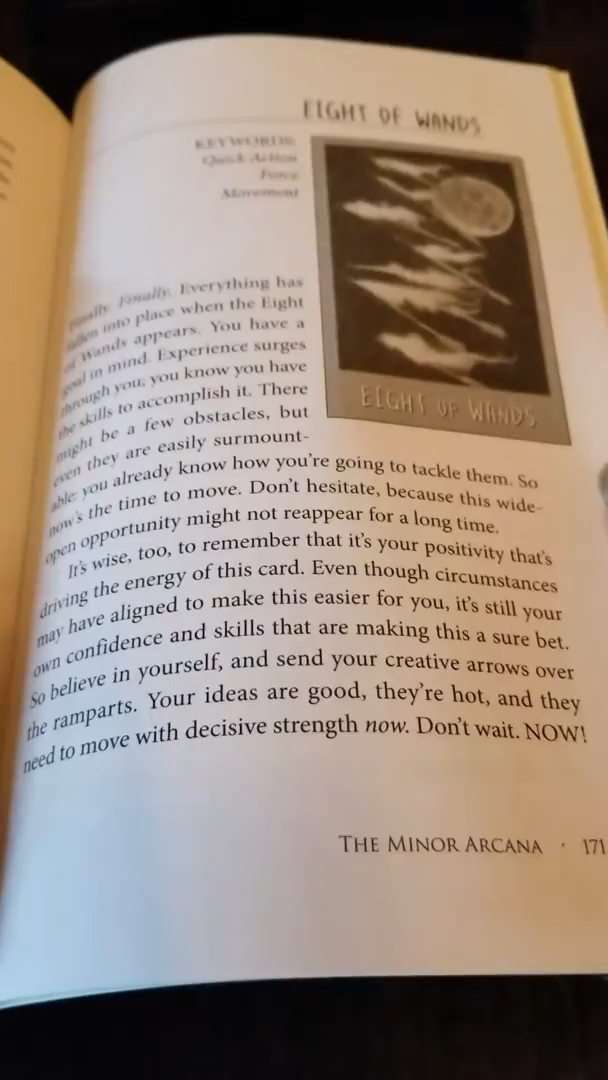 EIGHT OF WANDS
KEYWORDS:
Quick Action
Force
Movement
Finally. Finally. Everything has
fallen into place when the Eight
of Wands appears. You have a
goal in mind. Experience surges
through you; you know you have
the skills to accomplish it. There
might be a few obstacles, but
even they are easily surmount-
able: you already know how you're going to tackle them. So
now's the time to move. Don't hesitate, because this wide-
open opportunity might not reappear for a long time.
It's wise, too, to remember that it's your positivity that's
driving the energy of this card. Even though circumstances
may have aligned to make this easier for you, it's still your
own confidence and skills that are making this a sure bet.
So believe in yourself, and send your creative arrows over
the ramparts. Your ideas are good, they're hot, and they
need to move with decisive strength now. Don't wait. NOW!
EIGHT OF WANDS
THE MINOR ARCANA · 171